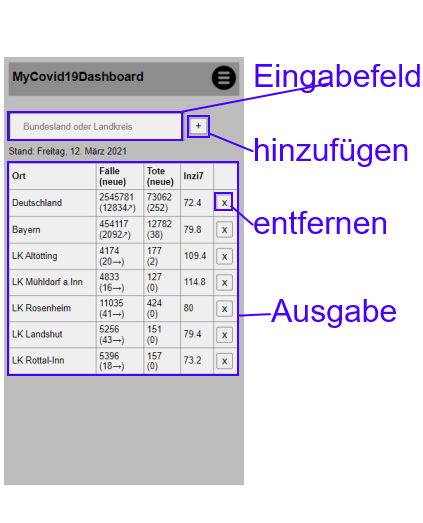 MyCovid19Dashboard
Eingabefeld
Bundesland oder Landkreis
+
hinzufügen
Stand: Freitag, 12. März 2021
Ort Fälle (neue) Tote (neue) Inzi7
Deutschland 2545781 (12834↗) 73062 (252) 72.4 x
entfernen
Bayern 454117 (2092↗) 12782 (38) 79.8 x
LK Altötting 4174 (20→) 177 (2) 109.4 x
LK Mühldorf a.Inn 4833 (16→) 127 (0) 114.8 x
LK Rosenheim 11035 (41→) 424 (0) 80 x
Ausgabe
LK Landshut 5256 (43→) 151 (0) 79.4 x
LK Rottal-Inn 5396 (18→) 157 (0) 73.2 x